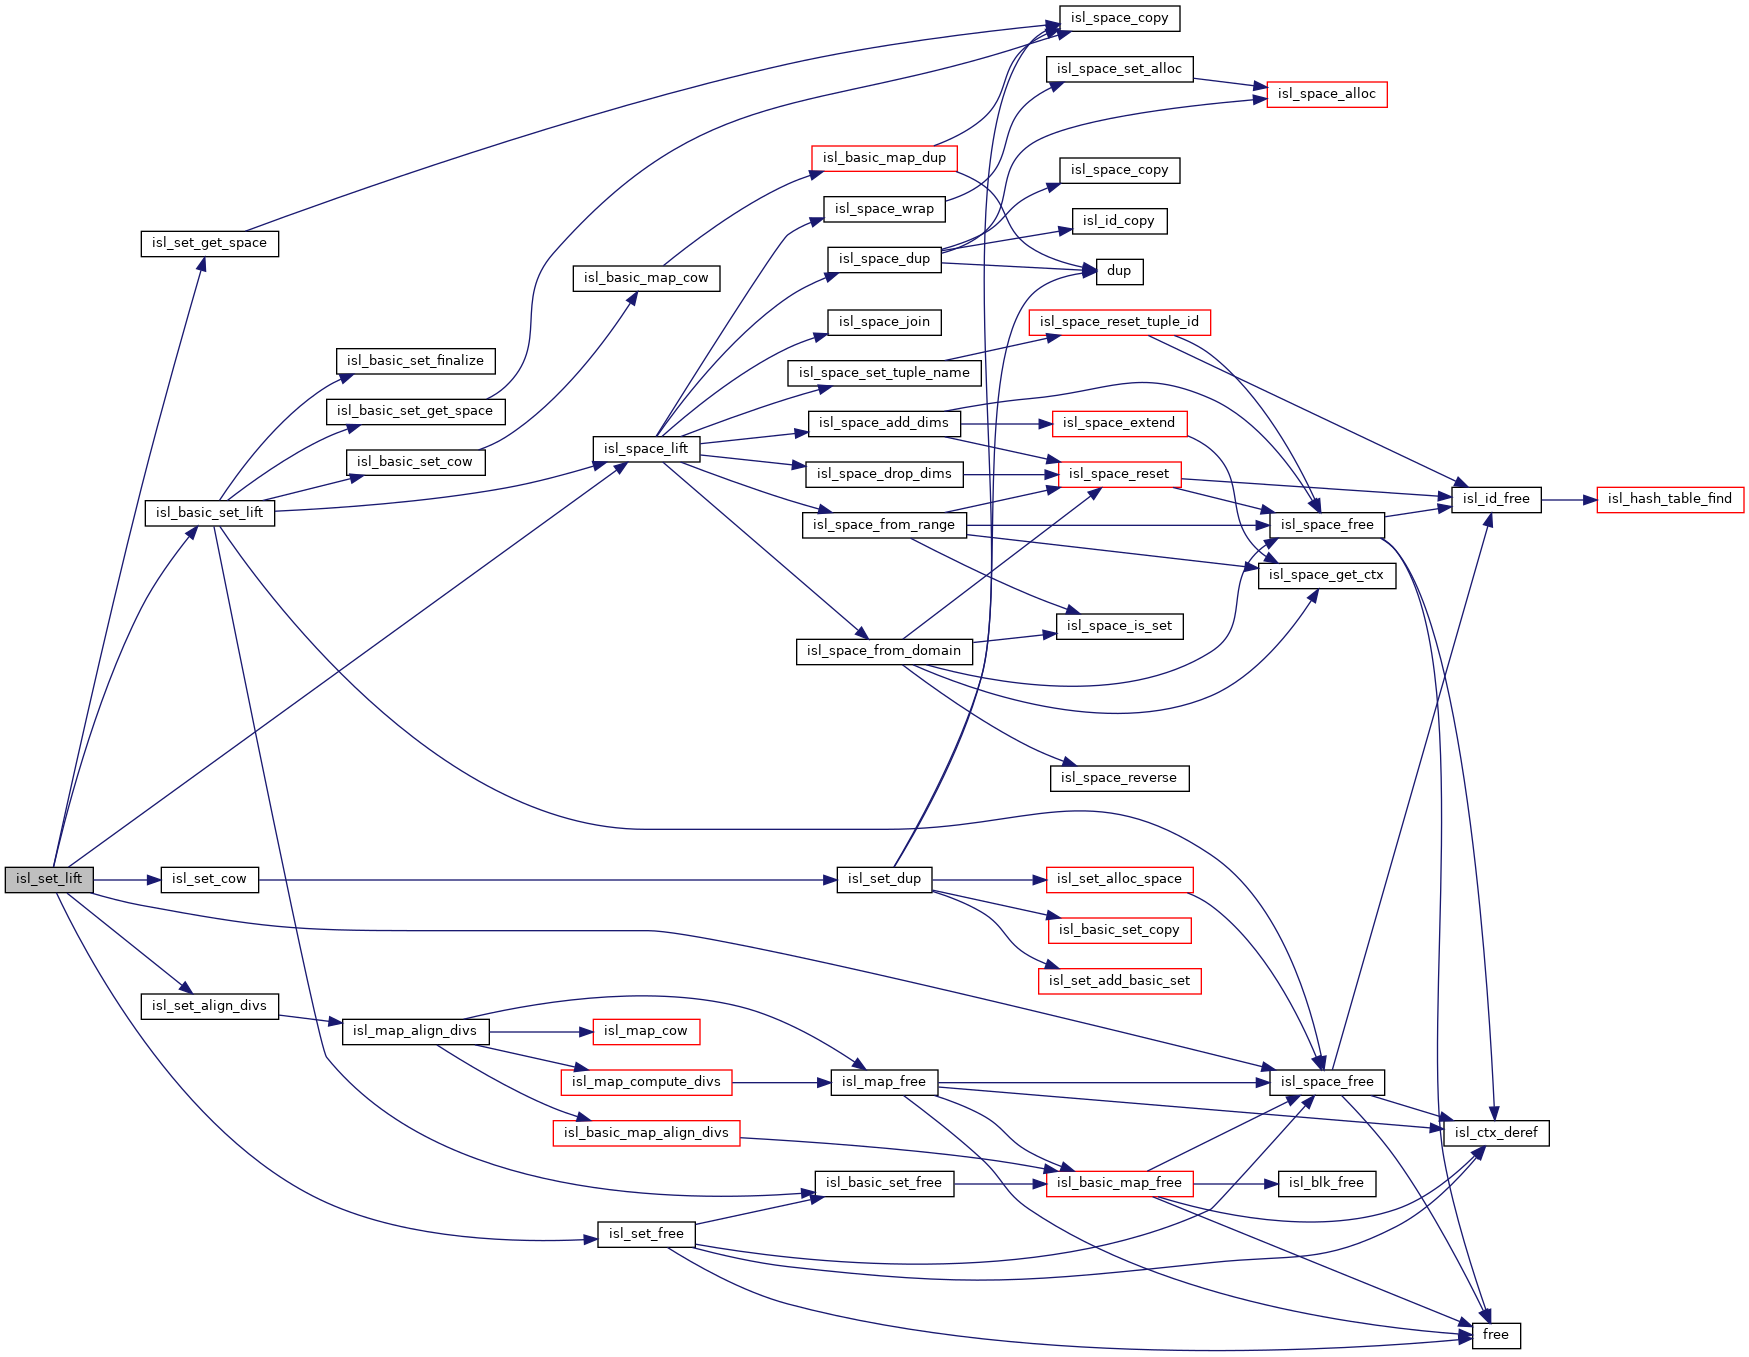 isl_space_copy
isl_space_set_alloc
isl_space_alloc
isl_basic_map_dup
isl_space_copy
isl_space_wrap
isl_id_copy
isl_set_get_space
isl_space_dup
dup
isl_basic_map_cow
isl_space_join
isl_space_reset_tuple_id
isl_basic_set_finalize
isl_space_set_tuple_name
isl_basic_set_get_space
isl_space_add_dims
isl_space_extend
isl_space_lift
isl_basic_set_cow
isl_space_drop_dims
isl_space_reset
isl_id_free
isl_hash_table_find
isl_basic_set_lift
isl_space_from_range
isl_space_free
isl_space_get_ctx
isl_space_is_set
isl_space_from_domain
isl_space_reverse
isl_set_lift
isl_set_cow
isl_set_dup
isl_set_alloc_space
isl_basic_set_copy
isl_set_add_basic_set
isl_set_align_divs
isl_map_align_divs
isl_map_cow
isl_map_compute_divs
isl_map_free
isl_space_free
isl_basic_map_align_divs
isl_ctx_deref
isl_basic_set_free
isl_basic_map_free
isl_blk_free
isl_set_free
free